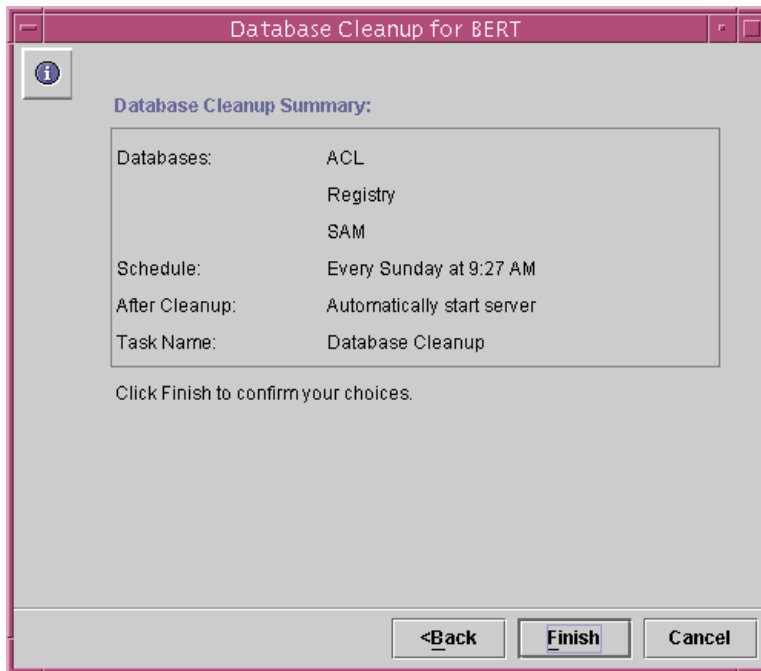 Database Cleanup for BERT
Database Cleanup Summary:
Databases: ACL
Registry
SAM
Schedule: Every Sunday at 9:27 AM
After Cleanup: Automatically start server
Task Name: Database Cleanup
Click Finish to confirm your choices.
<Back Finish Cancel